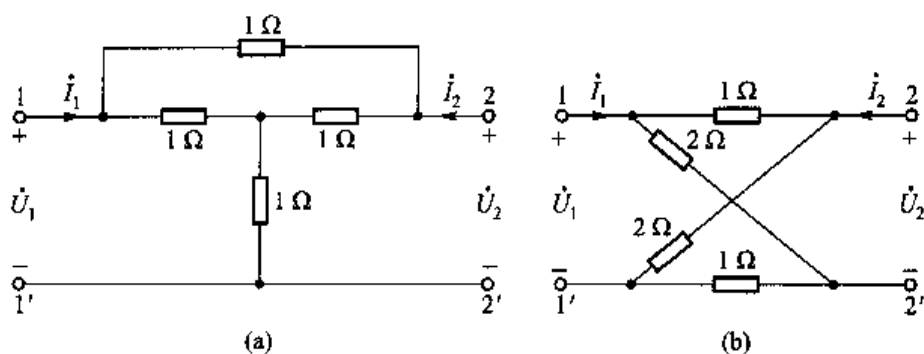 1 Ω
1 İ₁ 1 Ω 1 Ω İ₂ 2
+ +
U̇₁ 1 Ω U̇₂
− −
1′ 2′
(a)
1 İ₁ 1 Ω İ₂ 2
+ 2 Ω +
U̇₁ U̇₂
2 Ω
− 1 Ω −
1′ 2′
(b)